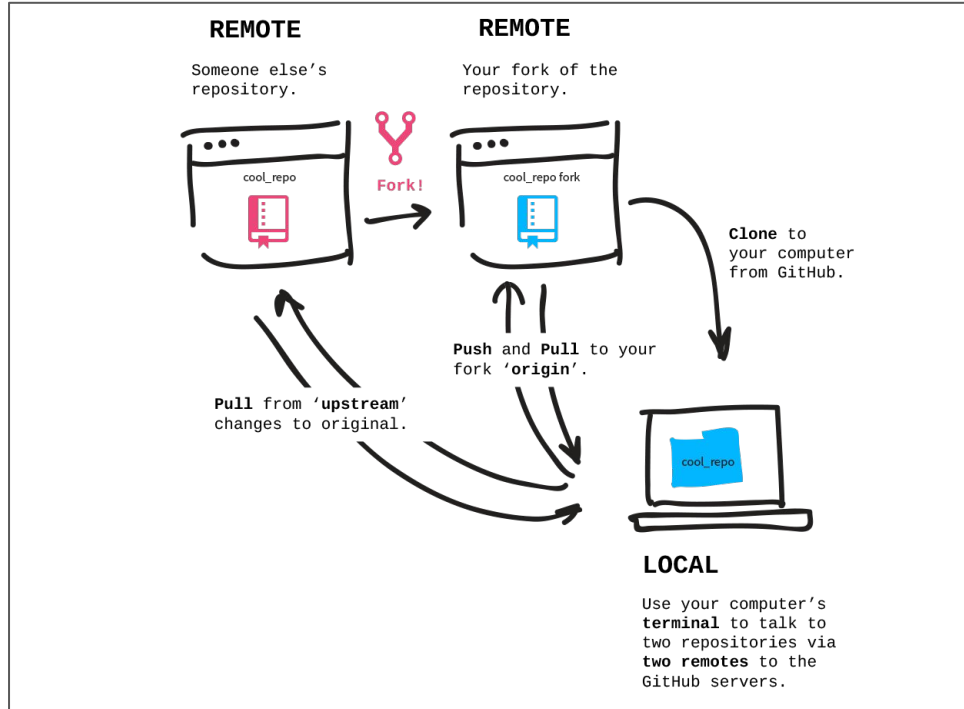 REMOTE
Someone else’s
repository.
cool_repo
Fork!
REMOTE
Your fork of the
repository.
cool_repo fork
Clone to
your computer
from GitHub.
Push and Pull to your
fork ‘origin’.
Pull from ‘upstream’
changes to original.
cool_repo
LOCAL
Use your computer’s
terminal to talk to
two repositories via
two remotes to the
GitHub servers.